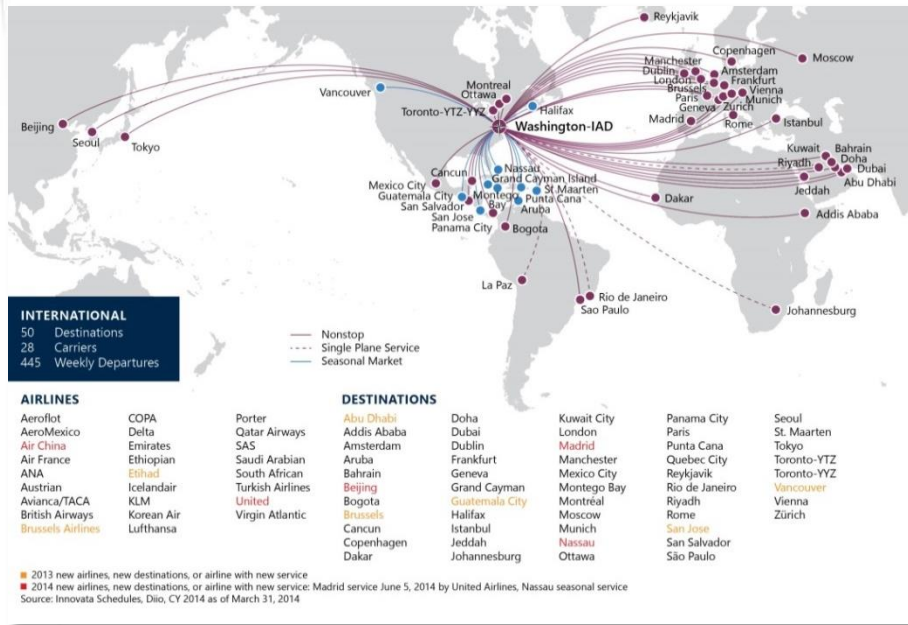 Reykjavik
Copenhagen
Moscow
Manchester
Dublin
Amsterdam
London
Frankfurt
Brussels
Vienna
Paris
Munich
Geneva
Zurich
Madrid
Rome
Istanbul
Montreal
Ottawa
Vancouver
Toronto-YTZ-YYZ
Halifax
Washington-IAD
Beijing
Seoul
Tokyo
Kuwait
Bahrain
Riyadh
Doha
Dubai
Jeddah
Abu Dhabi
Nassau
Cancun
Grand Cayman Island
Mexico City
St Maarten
Guatemala City
Montego
Bay
Punta Cana
San Salvador
Aruba
San Jose
Panama City
Bogota
Dakar
Addis Ababa
La Paz
Rio de Janeiro
Sao Paulo
Johannesburg
INTERNATIONAL
50 Destinations
28 Carriers
445 Weekly Departures
Nonstop
Single Plane Service
Seasonal Market
AIRLINES
Aeroflot
AeroMexico
Air China
Air France
ANA
Austrian
Avianca/TACA
British Airways
Brussels Airlines
COPA
Delta
Emirates
Ethiopian
Etihad
Icelandair
KLM
Korean Air
Lufthansa
Porter
Qatar Airways
SAS
Saudi Arabian
South African
Turkish Airlines
United
Virgin Atlantic
DESTINATIONS
Abu Dhabi
Addis Ababa
Amsterdam
Aruba
Bahrain
Beijing
Bogota
Brussels
Cancun
Copenhagen
Dakar
Doha
Dubai
Dublin
Frankfurt
Geneva
Grand Cayman
Guatemala City
Halifax
Istanbul
Jeddah
Johannesburg
Kuwait City
London
Madrid
Manchester
Mexico City
Montego Bay
Montréal
Moscow
Munich
Nassau
Ottawa
Panama City
Paris
Punta Cana
Quebec City
Reykjavik
Rio de Janeiro
Riyadh
Rome
San Jose
San Salvador
São Paulo
Seoul
St. Maarten
Tokyo
Toronto-YTZ
Toronto-YYZ
Vancouver
Vienna
Zürich
2013 new airlines, new destinations, or airline with new service
2014 new airlines, new destinations, or airline with new service: Madrid service June 5, 2014 by United Airlines, Nassau seasonal service
Source: Innovata Schedules, Diio, CY 2014 as of March 31, 2014